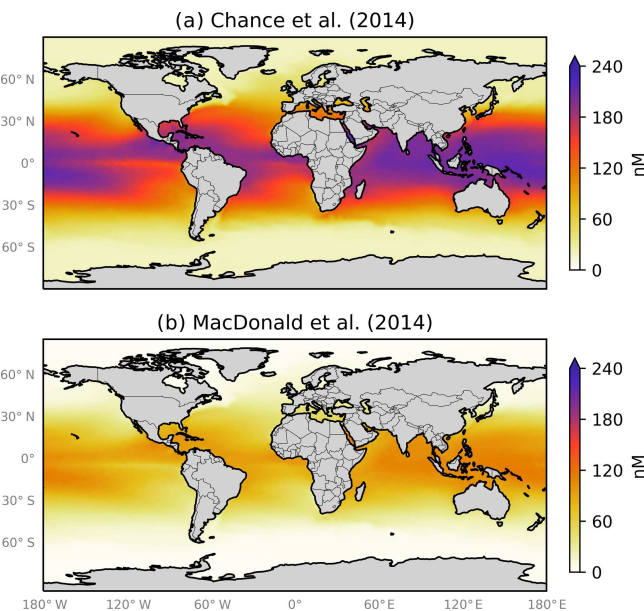 (a) Chance et al. (2014)
60° N
30° N
0°
30° S
60° S
240
180
120
60
0
nM
(b) MacDonald et al. (2014)
60° N
30° N
0°
30° S
60° S
180° W
120° W
60° W
0°
60° E
120° E
180° E
240
180
120
60
0
nM